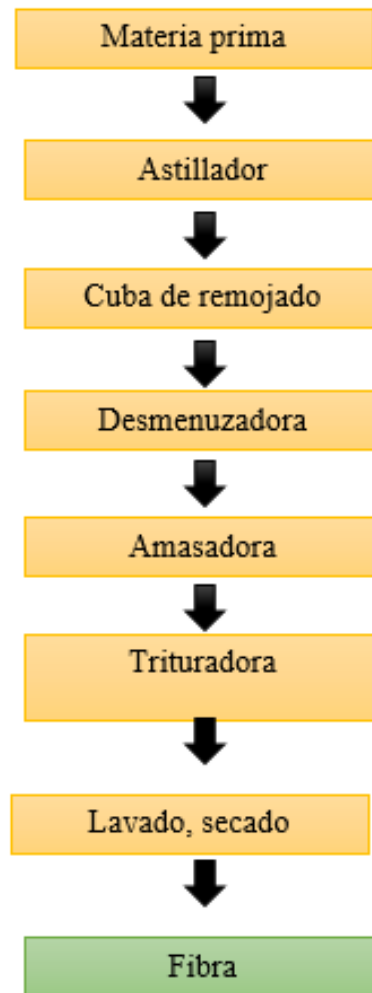 Materia prima
Astillador
Cuba de remojado
Desmenuzadora
Amasadora
Trituradora
Lavado, secado
Fibra